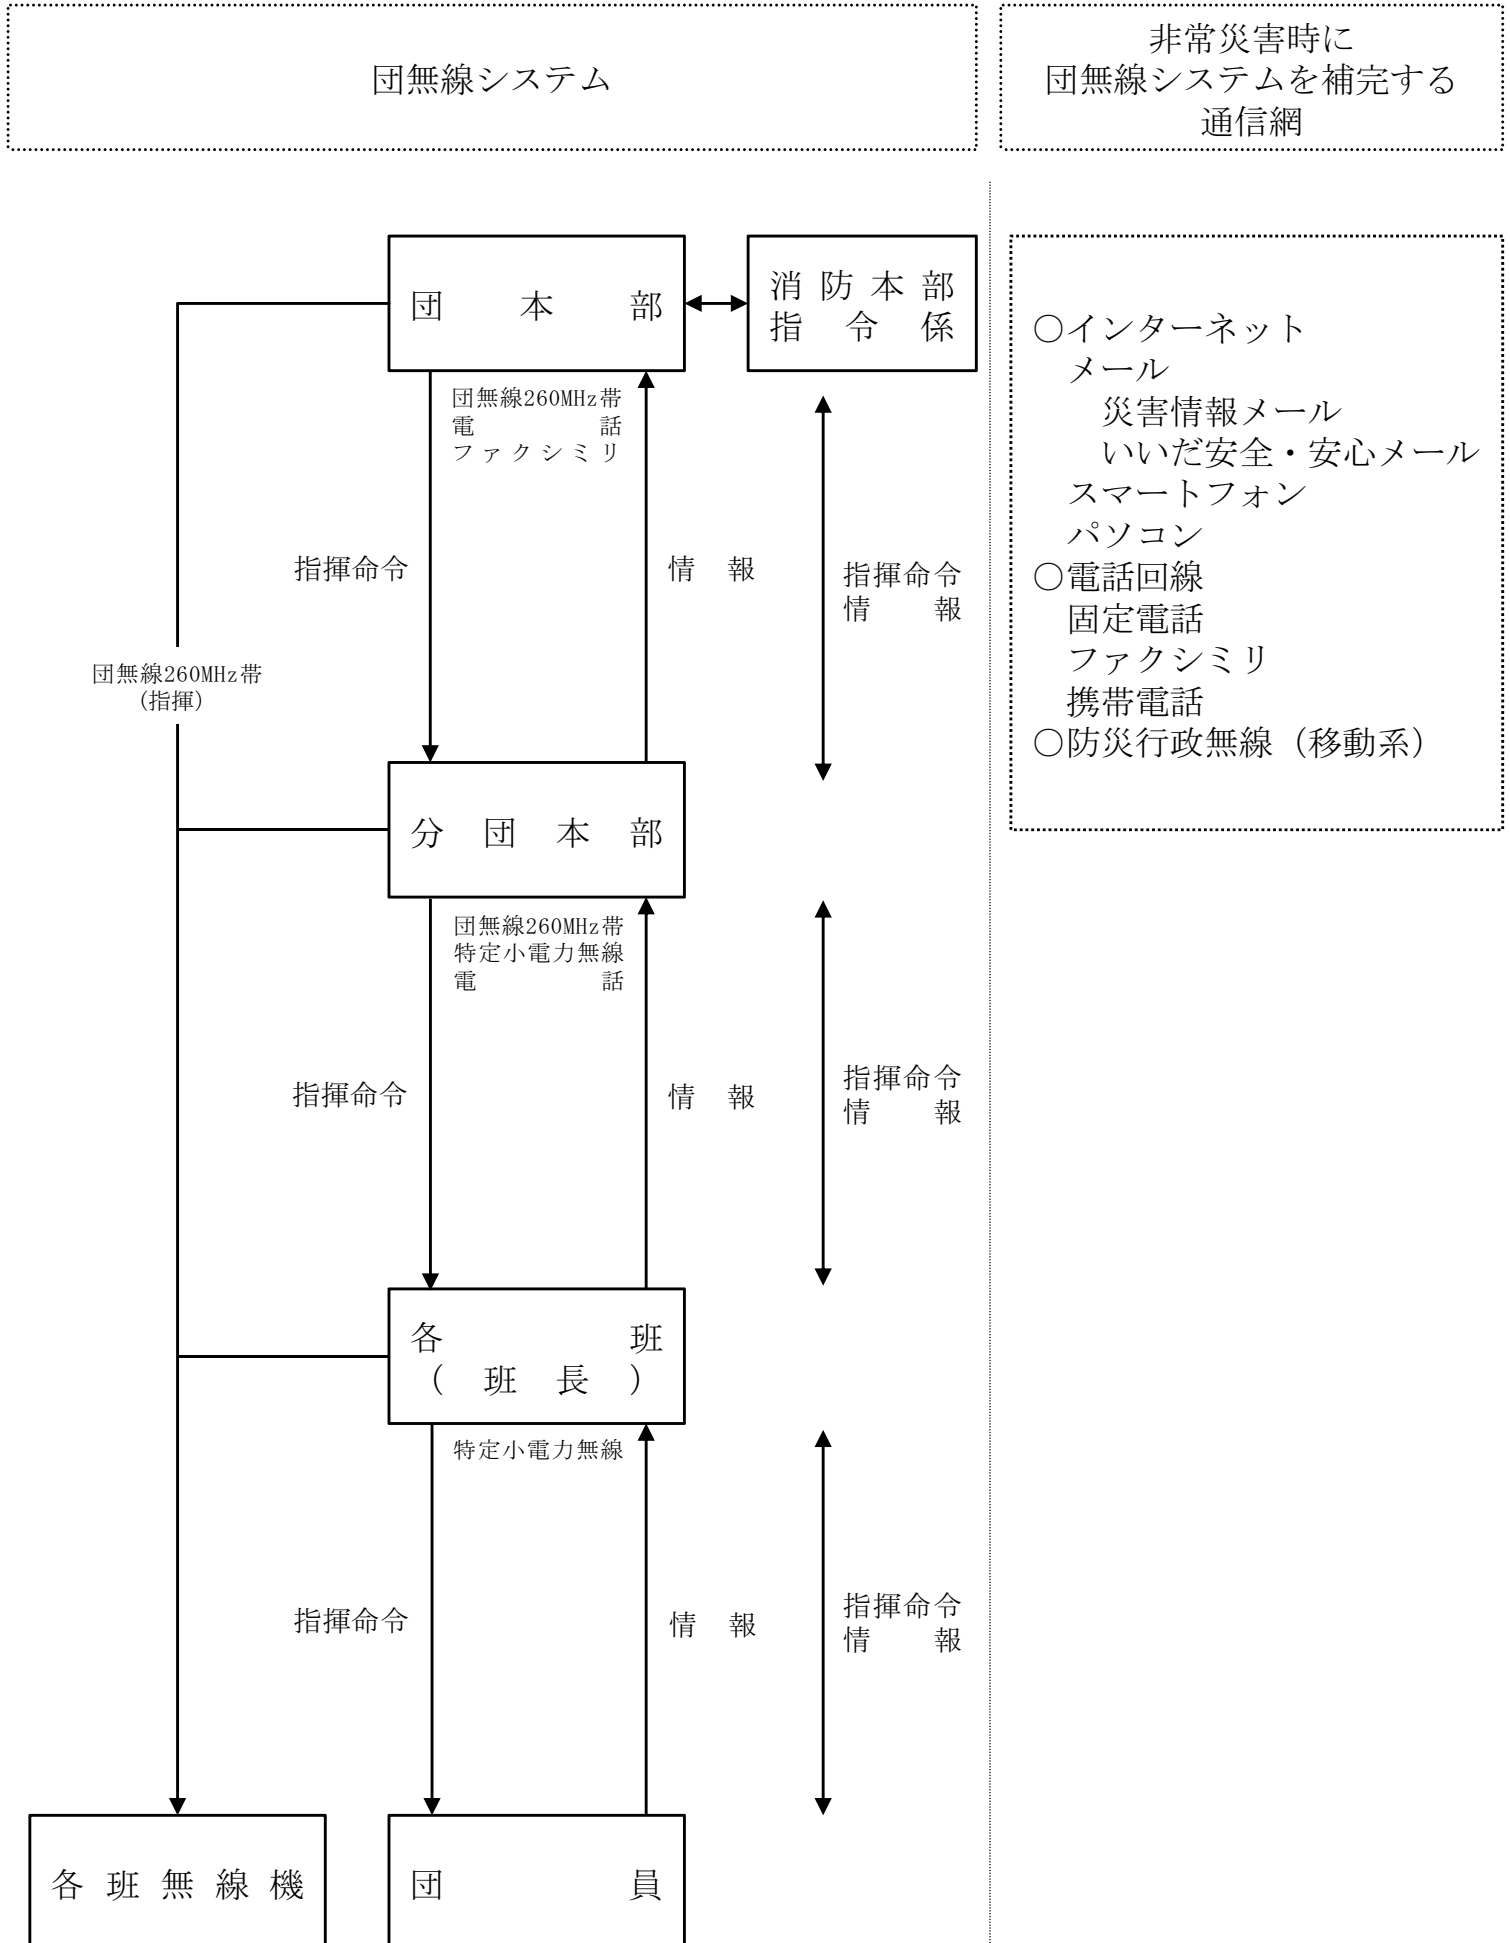 団無線システム
非常災害時に
団無線システムを補完する
通信網
団本部
消防本部
指令係
団無線260MHz帯
電話
ファクシミリ
指揮命令
情報
指揮命令
情報
団無線260MHz帯
(指揮)
分団本部
団無線260MHz帯
特定小電力無線
電話
指揮命令
情報
指揮命令
情報
各班
(班長)
特定小電力無線
指揮命令
情報
指揮命令
情報
各班無線機
団員
○インターネット
メール
災害情報メール
いいだ安全・安心メール
スマートフォン
パソコン
○電話回線
固定電話
ファクシミリ
携帯電話
○防災行政無線（移動系）